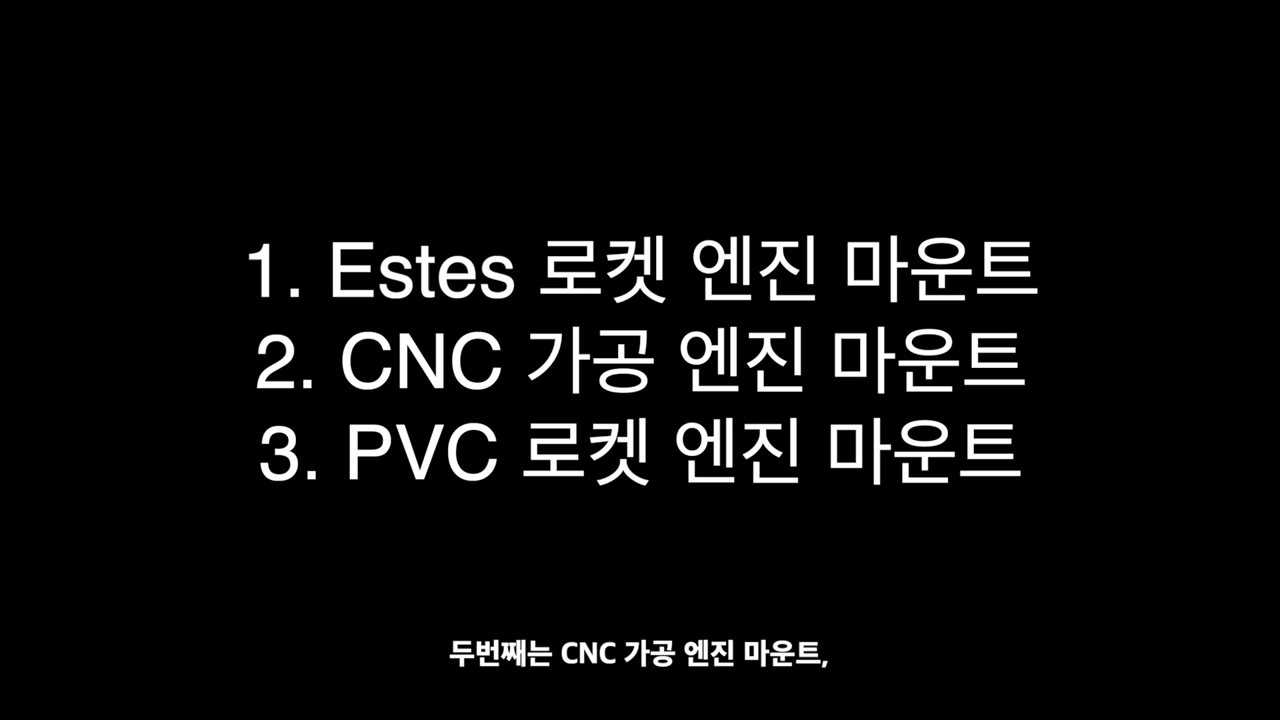 1. Estes 로켓 엔진 마운트
2. CNC 가공 엔진 마운트
3. PVC 로켓 엔진 마운트
두번째는 CNC 가공 엔진 마운트,